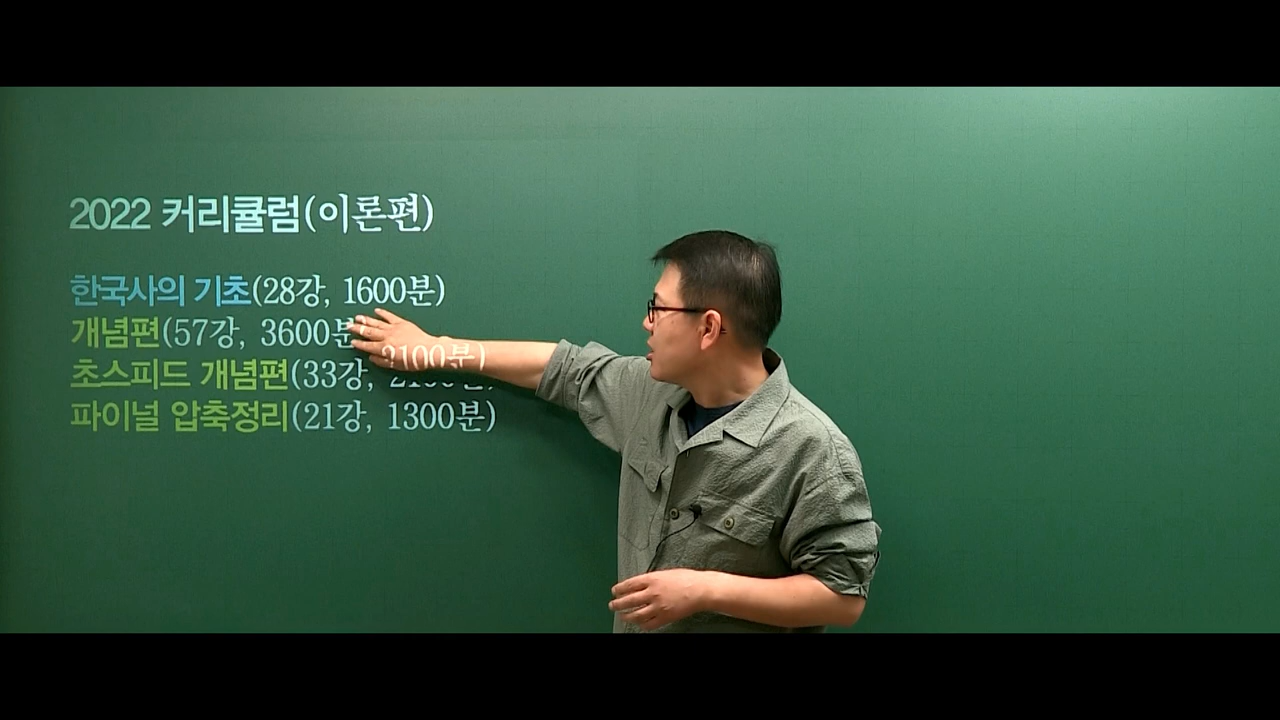 2022 커리큘럼(이론편)
한국사의 기초(28강, 1600분)
개념편(57강, 3600분)
초스피드 개념편(33강, 2100분)
파이널 압축정리(21강, 1300분)